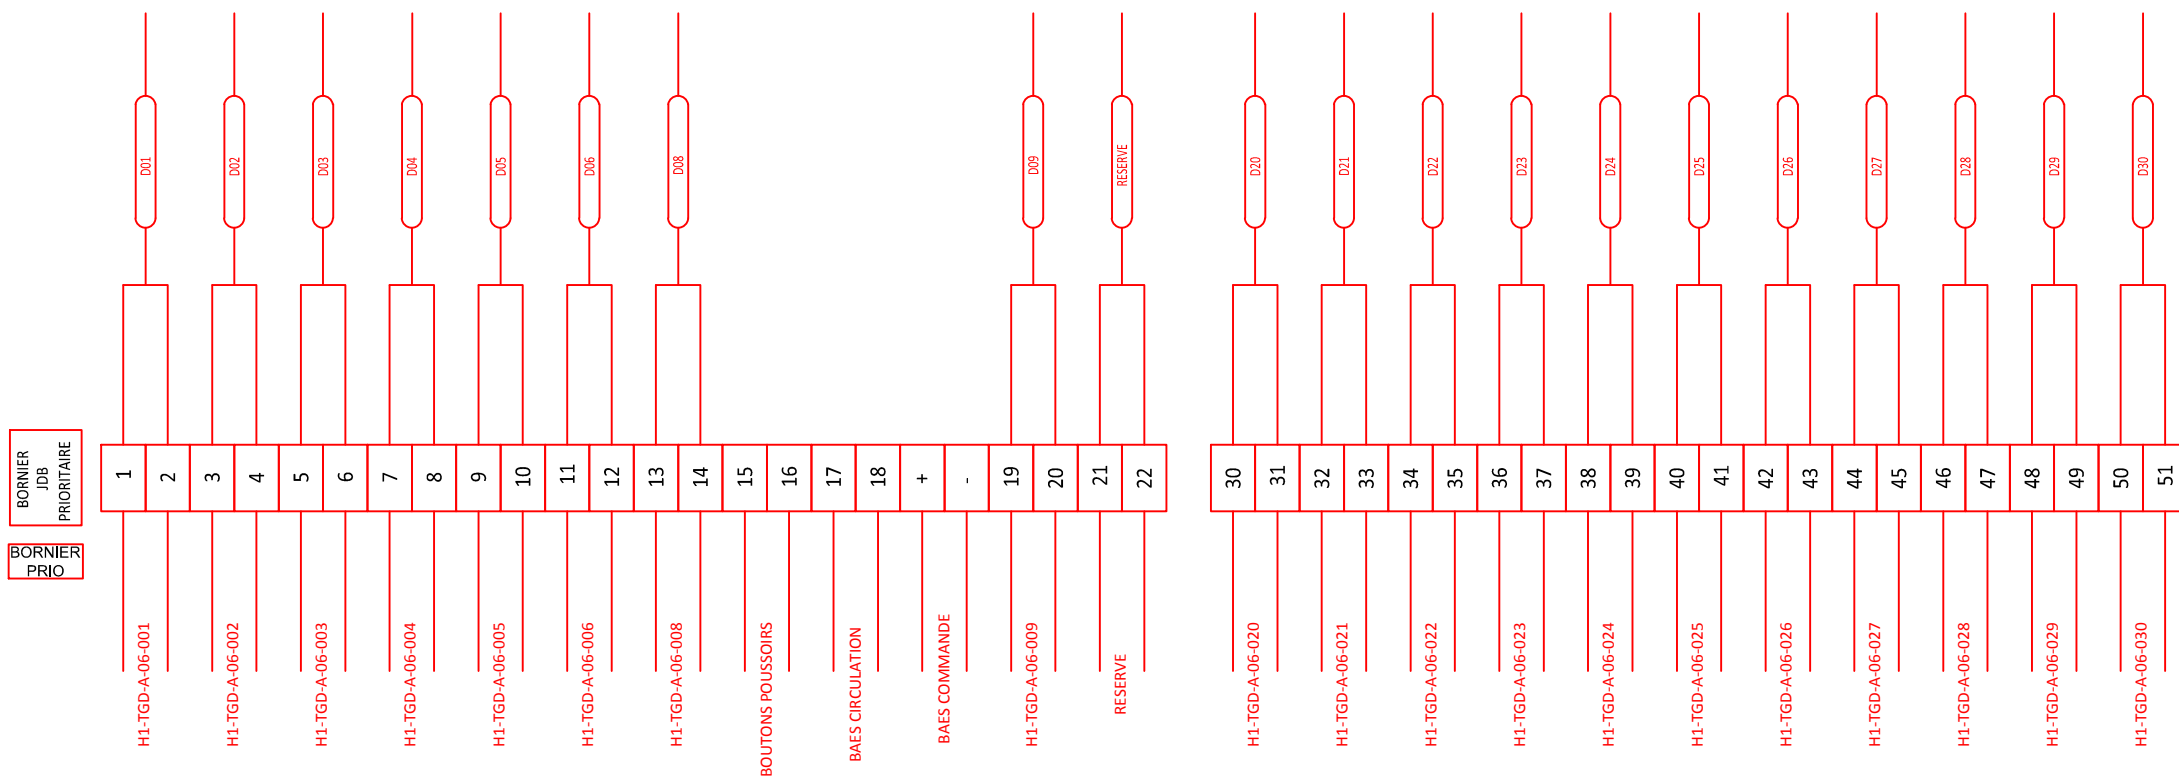 D01
D02
D03
D04
D05
D06
D08
D09
RESERVE
D20
D21
D22
D23
D24
D25
D26
D27
D28
D29
D30
BORNIER
JDB
PRIORITAIRE
1
2
3
4
5
6
7
8
9
10
11
12
13
14
15
16
17
18
+
-
19
20
21
22
30
31
32
33
34
35
36
37
38
39
40
41
42
43
44
45
46
47
48
49
50
51
BORNIER
PRIO
H1-TGD-A-06-001
H1-TGD-A-06-002
H1-TGD-A-06-003
H1-TGD-A-06-004
H1-TGD-A-06-005
H1-TGD-A-06-006
H1-TGD-A-06-008
BOUTONS POUSSOIRS
BAES CIRCULATION
BAES COMMANDE
H1-TGD-A-06-009
RESERVE
H1-TGD-A-06-020
H1-TGD-A-06-021
H1-TGD-A-06-022
H1-TGD-A-06-023
H1-TGD-A-06-024
H1-TGD-A-06-025
H1-TGD-A-06-026
H1-TGD-A-06-027
H1-TGD-A-06-028
H1-TGD-A-06-029
H1-TGD-A-06-030